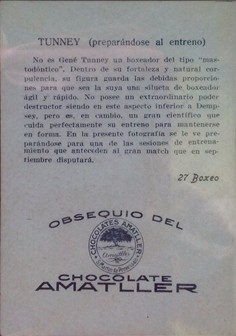 TUNNEY (preparándose al entreno)
No es Gené Tunney un boxeador del tipo "mas-
todóntico". Dentro de su fortaleza y natural cor-
pulencia, su figura guarda las debidas proporcio-
nes para que sea la suya una silueta de boxeador
ágil y rápido. No posee un extraordinario poder
destructor siendo en este aspecto inferior a Demp-
sey, pero es, en cambio, un gran científico que
cuida perfectamente su entreno para mantenerse
en forma. En la presente fotografía se le ve pre-
parándose para una de las sesiones de entrena-
miento que anteceden al gran match que en sep-
tiembre disputará.
27 Boxeo
OBSEQUIO DEL
CHOCOLATES AMATLLER
CHOCOLATE
AMATLLER